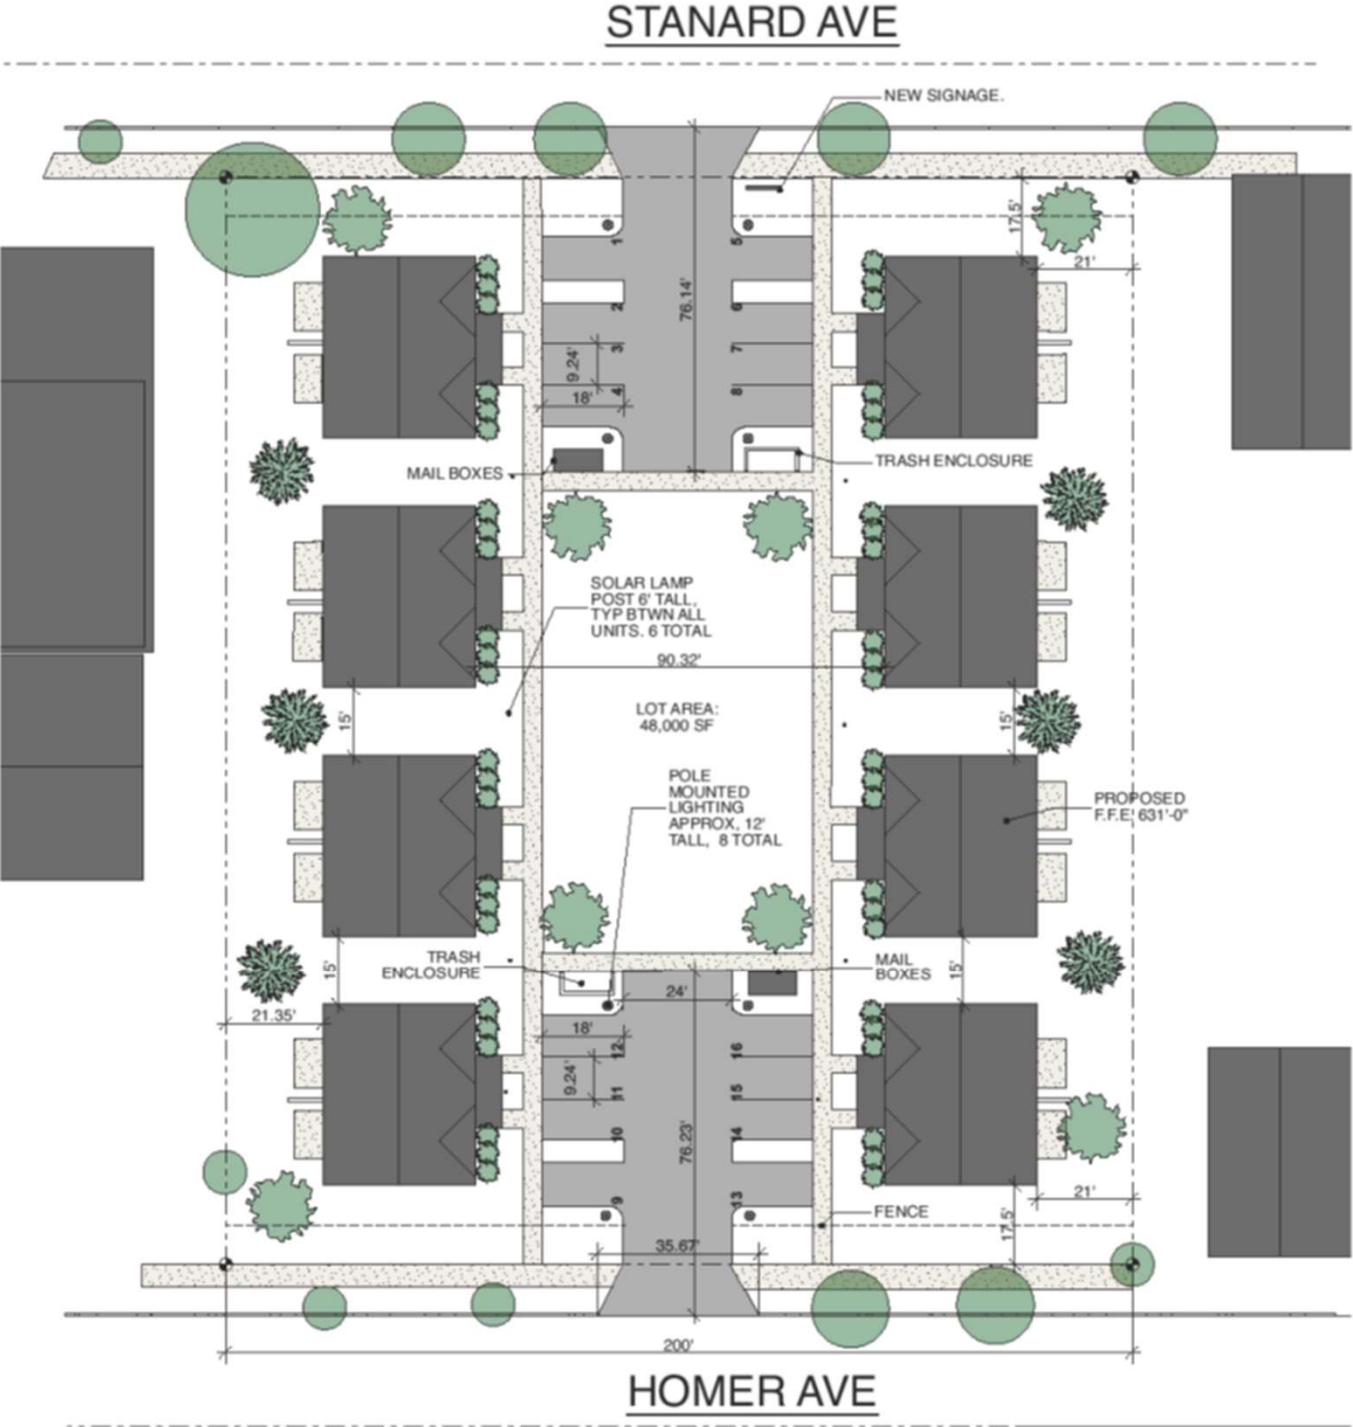 STANARD AVE
NEW SIGNAGE.
17.5'
21'
1
5
76.14'
2
6
3
7
9.24'
4
8
18'
MAIL BOXES
TRASH ENCLOSURE
SOLAR LAMP
POST 6' TALL,
TYP BTWN ALL
UNITS. 6 TOTAL
90.32'
LOT AREA:
48,000 SF
15'
15'
POLE
MOUNTED
LIGHTING
APPROX, 12'
TALL, 8 TOTAL
PROPOSED
F.F.E' 631'-0"
TRASH
ENCLOSURE
MAIL
BOXES
15'
15'
24'
21.35'
18'
12
16
9.24'
11
15
10
14
76.23'
9
13
21'
FENCE
17.5'
35.67'
200'
HOMER AVE